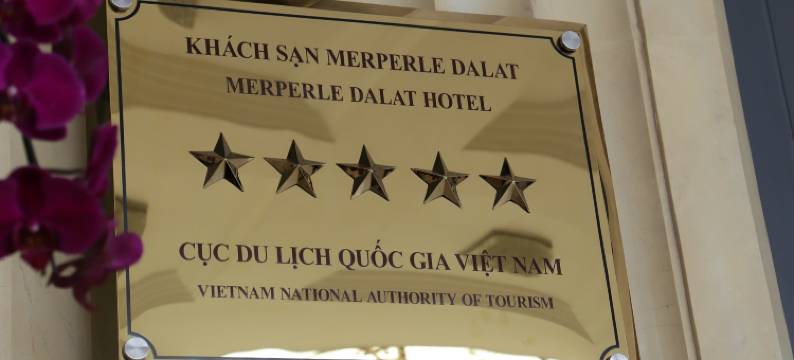 KHÁCH SẠN MERPERLE DALAT
MERPERLE DALAT HOTEL
CỤC DU LỊCH QUỐC GIA VIỆT NAM
VIETNAM NATIONAL AUTHORITY OF TOURISM